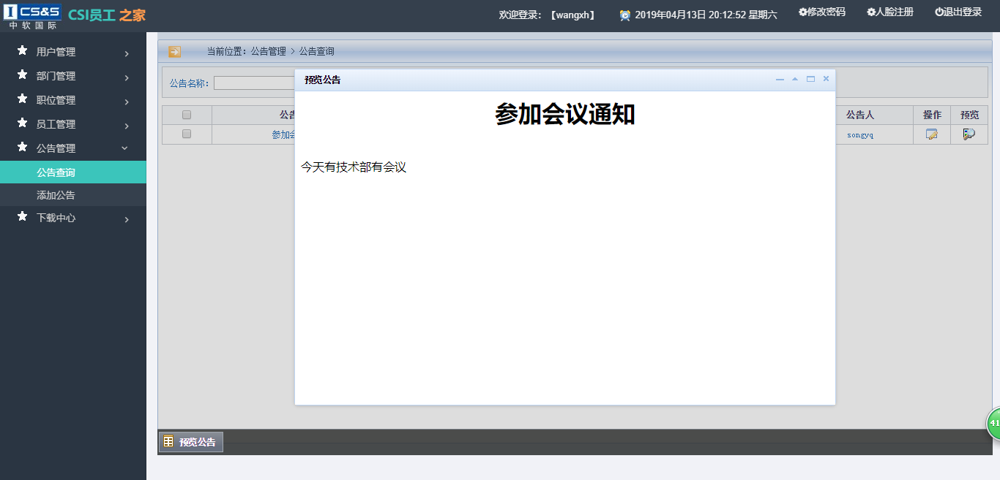 CS&S
中软国际
CSI员工之家
欢迎登录：【wangxh】
2019年04月13日 20:12:52 星期六
修改密码
人脸注册
退出登录
用户管理
部门管理
职位管理
员工管理
公告管理
公告查询
添加公告
下载中心
当前位置：公告管理 > 公告查询
公告名称：
公告人
操作
预览
songyq
预览公告
参加会议通知
今天有技术部有会议
预览公告
41